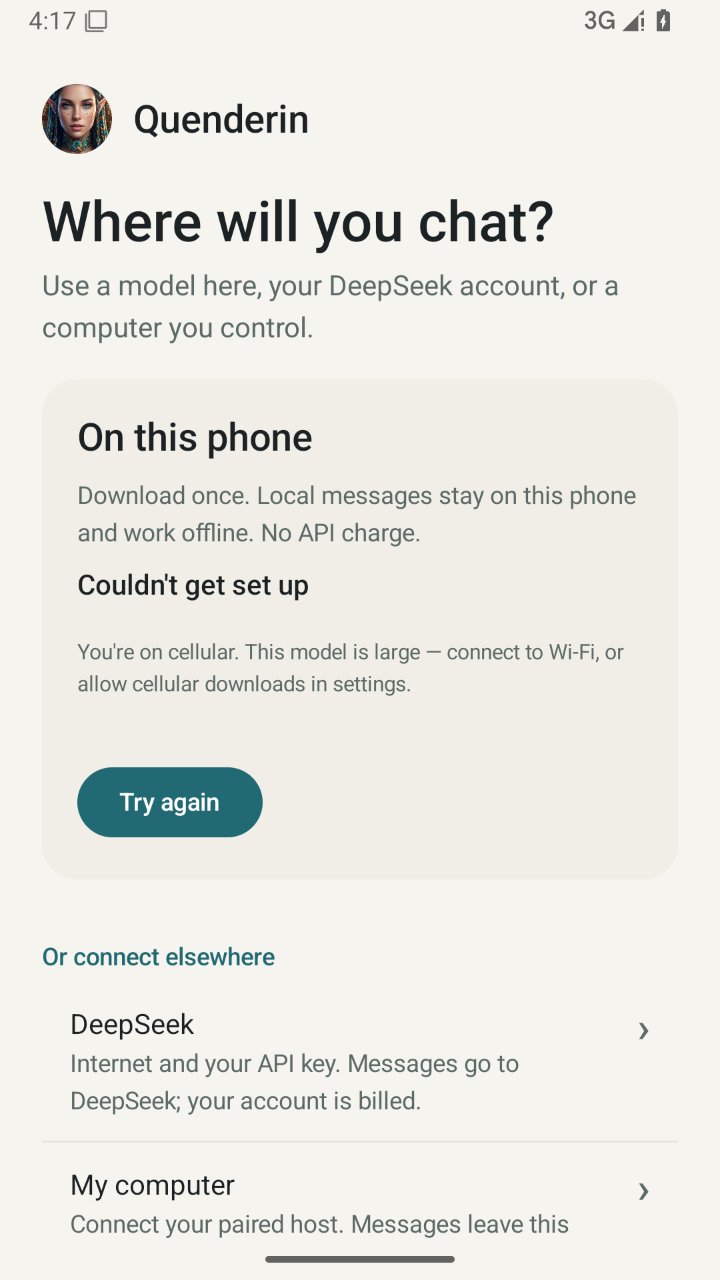 4:17
3G
Quenderin
Where will you chat?
Use a model here, your DeepSeek account, or a
computer you control.
On this phone
Download once. Local messages stay on this phone
and work offline. No API charge.
Couldn't get set up
You're on cellular. This model is large — connect to Wi-Fi, or
allow cellular downloads in settings.
Try again
Or connect elsewhere
DeepSeek
Internet and your API key. Messages go to
DeepSeek; your account is billed.
My computer
Connect your paired host. Messages leave this